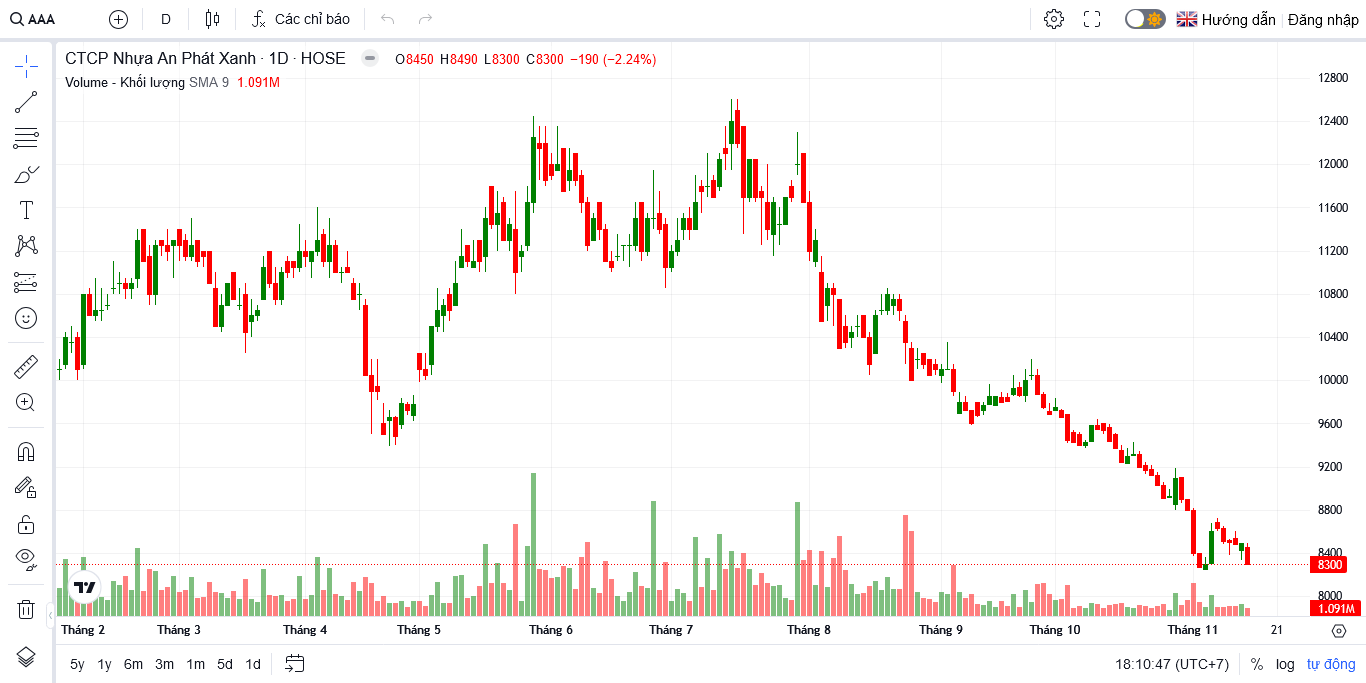 AAA D Các chỉ báo Hướng dẫn Đăng nhập
CTCP Nhựa An Phát Xanh · 1D · HOSE O8450 H8490 L8300 C8300 −190 (−2.24%)
Volume - Khối lượng SMA 9 1.091M
12800
12400
12000
11600
11200
10800
10400
10000
9600
9200
8800
8400
8300
8000
1.091M
Tháng 2 Tháng 3 Tháng 4 Tháng 5 Tháng 6 Tháng 7 Tháng 8 Tháng 9 Tháng 10 Tháng 11 21
5y 1y 6m 3m 1m 5d 1d 18:10:47 (UTC+7) % log tự động